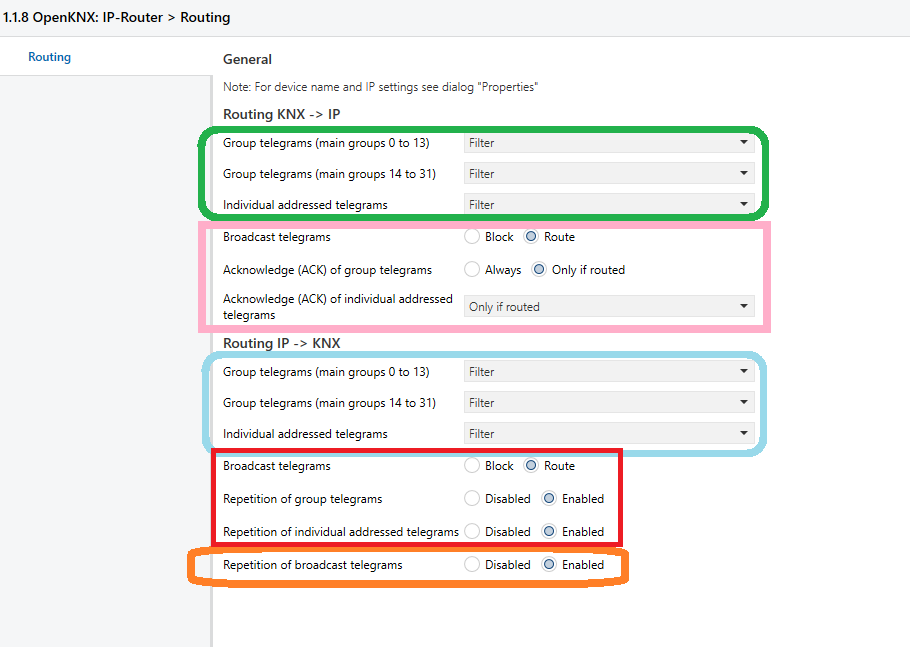 1.1.8 OpenKNX: IP-Router > Routing
Routing
General
Note: For device name and IP settings see dialog "Properties"
Routing KNX -> IP
Group telegrams (main groups 0 to 13) Filter
Group telegrams (main groups 14 to 31) Filter
Individual addressed telegrams Filter
Broadcast telegrams Block Route
Acknowledge (ACK) of group telegrams Always Only if routed
Acknowledge (ACK) of individual addressed
telegrams Only if routed
Routing IP -> KNX
Group telegrams (main groups 0 to 13) Filter
Group telegrams (main groups 14 to 31) Filter
Individual addressed telegrams Filter
Broadcast telegrams Block Route
Repetition of group telegrams Disabled Enabled
Repetition of individual addressed telegrams Disabled Enabled
Repetition of broadcast telegrams Disabled Enabled